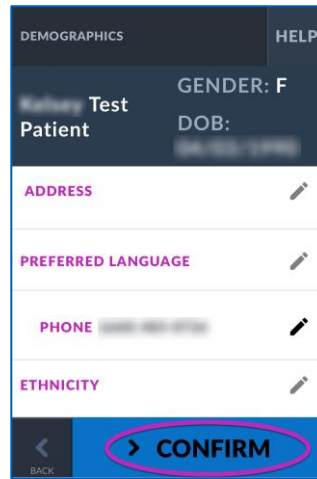 DEMOGRAPHICS HELP
Test
Patient
GENDER: F
DOB:
ADDRESS
PREFERRED LANGUAGE
PHONE
ETHNICITY
BACK
> CONFIRM